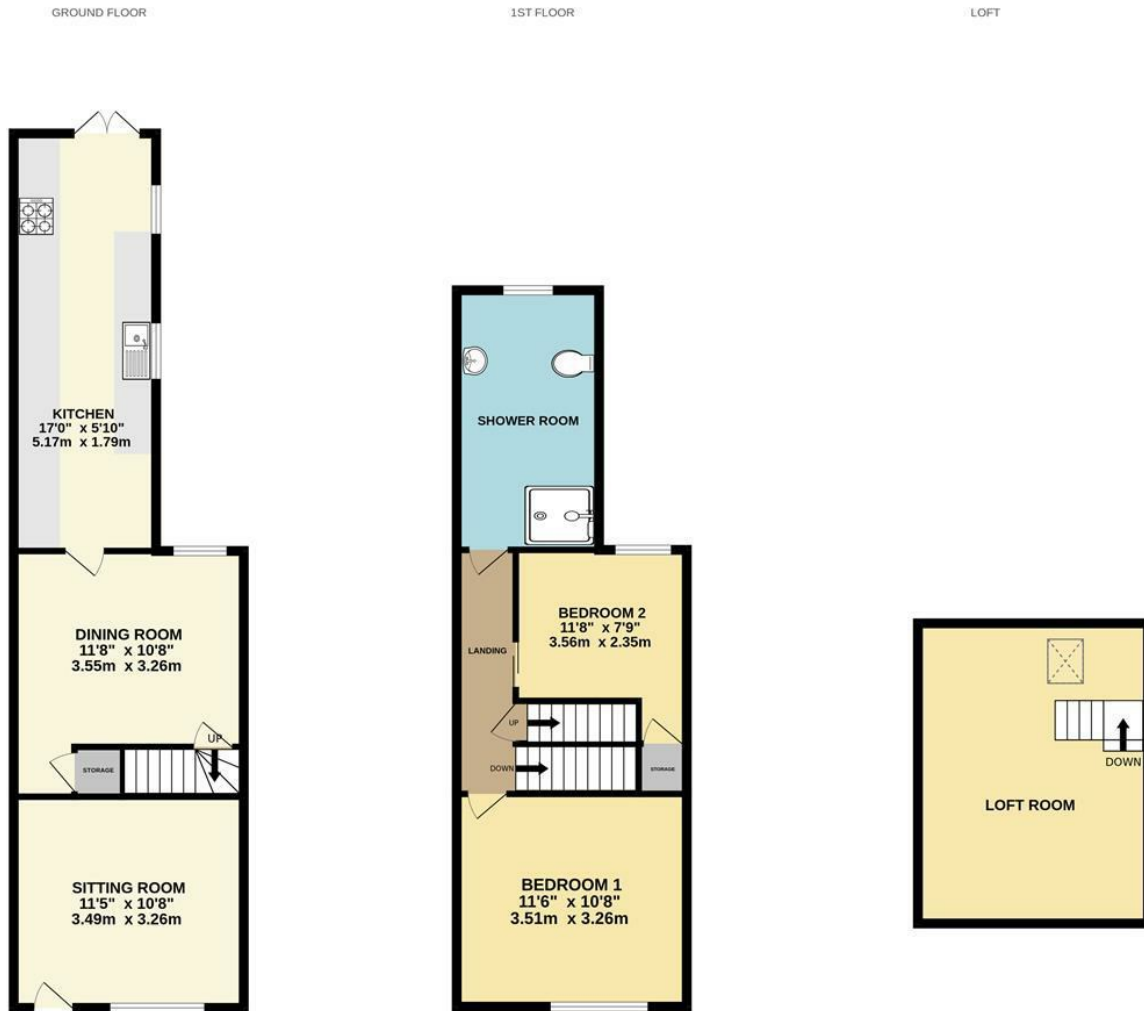 GROUND FLOOR
1ST FLOOR
LOFT
KITCHEN
17'0" x 5'10"
5.17m x 1.79m
DINING ROOM
11'8" x 10'8"
3.55m x 3.26m
UP
STORAGE
SITTING ROOM
11'5" x 10'8"
3.49m x 3.26m
SHOWER ROOM
BEDROOM 2
11'8" x 7'9"
3.56m x 2.35m
LANDING
UP
DOWN
STORAGE
BEDROOM 1
11'6" x 10'8"
3.51m x 3.26m
DOWN
LOFT ROOM